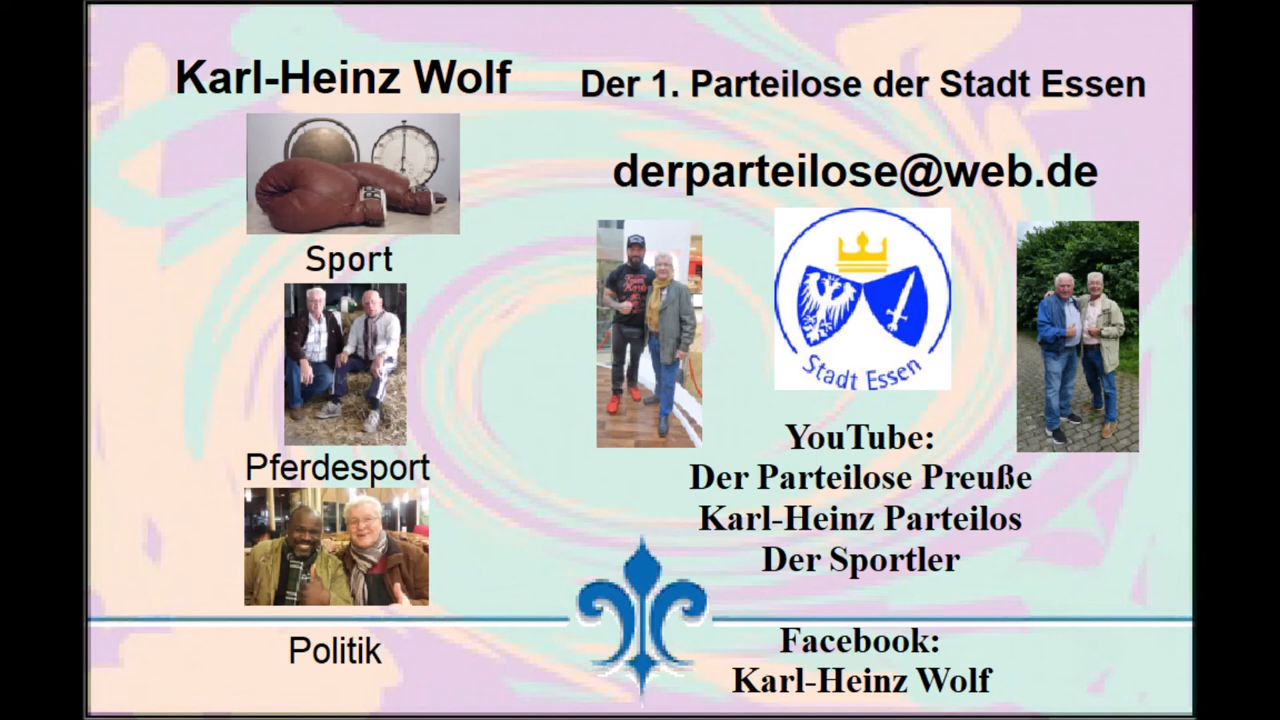 Karl-Heinz Wolf
Der 1. Parteilose der Stadt Essen
derparteilose@web.de
Sport
Pferdesport
Politik
Stadt Essen
YouTube:
Der Parteilose Preuße
Karl-Heinz Parteilos
Der Sportler
Facebook:
Karl-Heinz Wolf